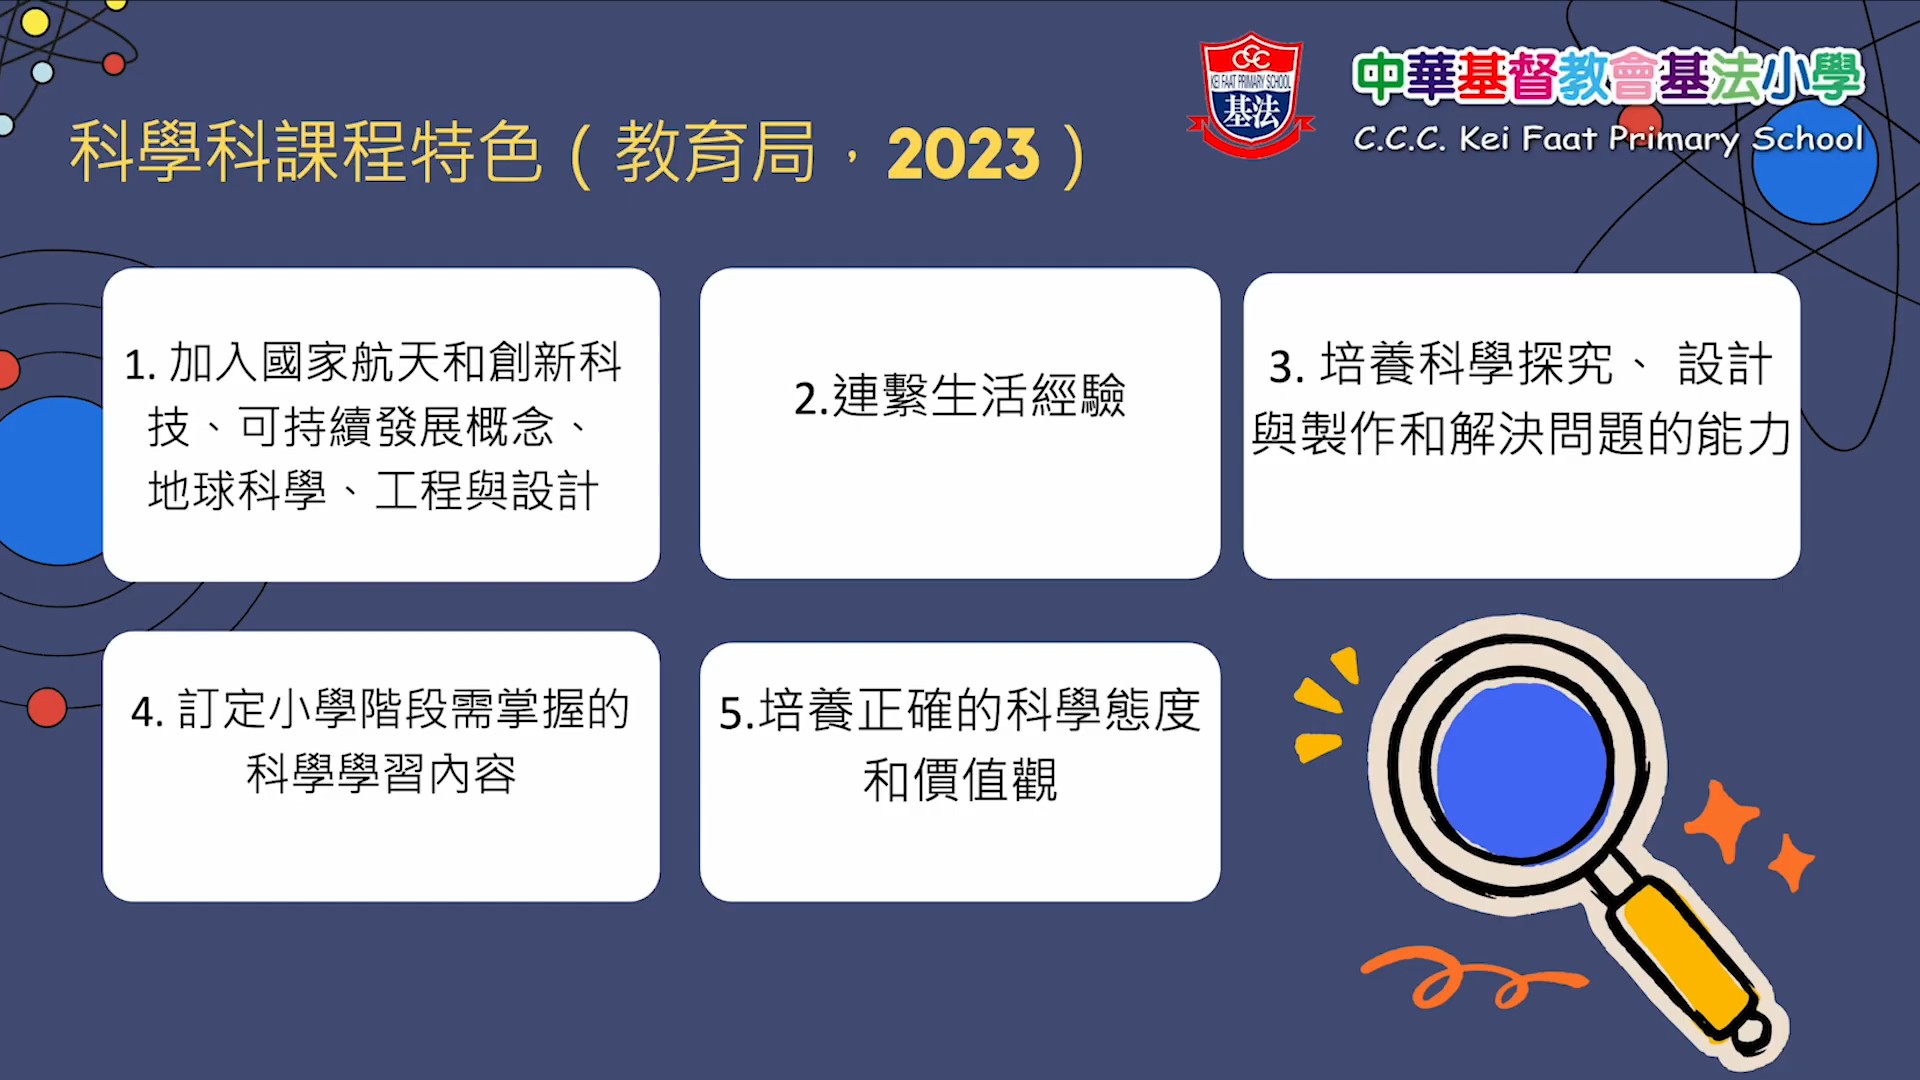 CCC
KEI FAAT PRIMARY SCHOOL
基法
中華基督教會基法小學
C.C.C. Kei Faat Primary School
科學科課程特色（教育局，2023）
1. 加入國家航天和創新科
技、可持續發展概念、
地球科學、工程與設計
2.連繫生活經驗
3. 培養科學探究、 設計
與製作和解決問題的能力
4. 訂定小學階段需掌握的
科學學習內容
5.培養正確的科學態度
和價值觀